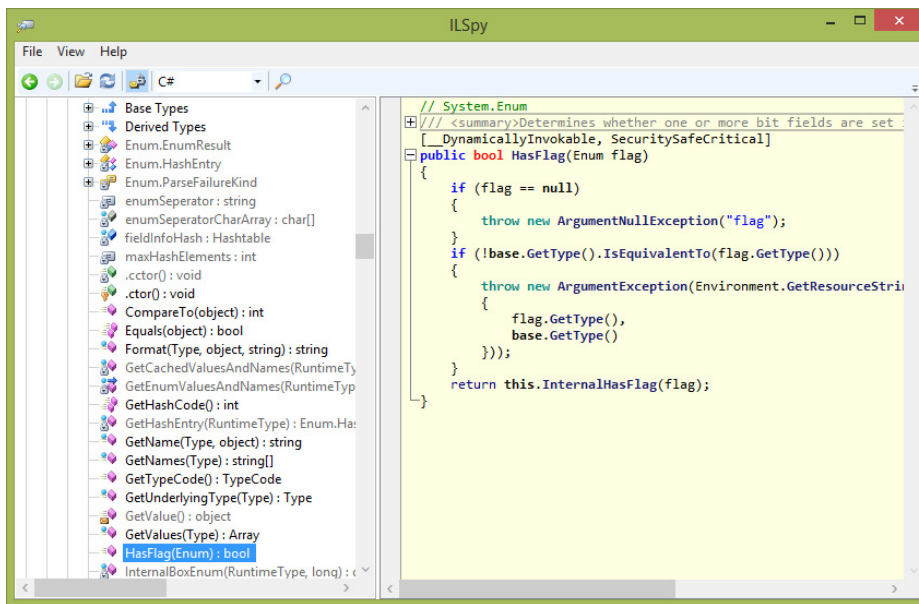 ILSpy
File View Help
C#
Base Types
Derived Types
Enum.EnumResult
Enum.HashEntry
Enum.ParseFailureKind
enumSeperator : string
enumSeperatorCharArray : char[]
fieldInfoHash : Hashtable
maxHashElements : int
.cctor() : void
.ctor() : void
CompareTo(object) : int
Equals(object) : bool
Format(Type, object, string) : string
GetCachedValuesAndNames(RuntimeTy
GetEnumValuesAndNames(RuntimeTyp
GetHashCode() : int
GetHashEntry(RuntimeType) : Enum.Ha
GetName(Type, object) : string
GetNames(Type) : string[]
GetTypeCode() : TypeCode
GetUnderlyingType(Type) : Type
GetValue() : object
GetValues(Type) : Array
HasFlag(Enum) : bool
InternalBoxEnum(RuntimeType, long) :
// System.Enum
/// <summary>Determines whether one or more bit fields are set
[__DynamicallyInvokable, SecuritySafeCritical]
public bool HasFlag(Enum flag)
{
if (flag == null)
{
throw new ArgumentNullException("flag");
}
if (!base.GetType().IsEquivalentTo(flag.GetType()))
{
throw new ArgumentException(Environment.GetResourceStri
{
flag.GetType(),
base.GetType()
}));
}
return this.InternalHasFlag(flag);
}